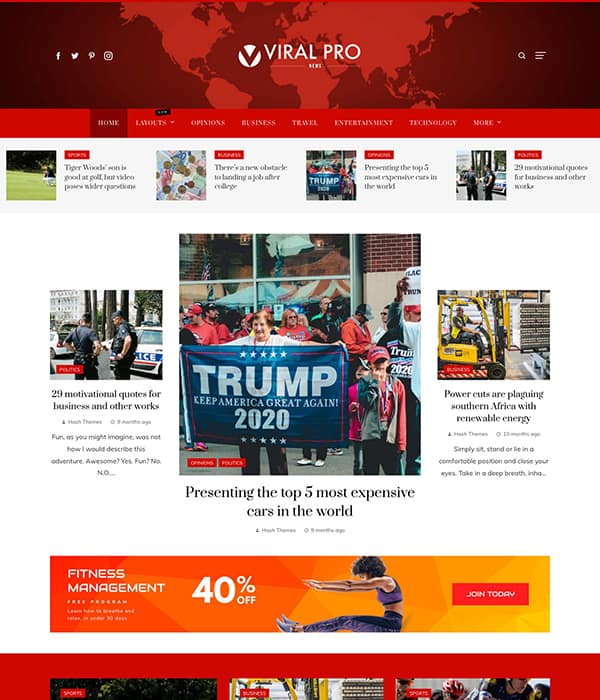 VIRAL PRO
NEWS
HOME
LAYOUTS
OPINIONS
BUSINESS
TRAVEL
ENTERTAINMENT
TECHNOLOGY
MORE
SPORTS
Tiger Woods' son is
good at golf, but video
poses wider questions
BUSINESS
There's a new obstacle
to landing a job after
college
TRUMP
2020
OPINIONS
Presenting the top 5
most expensive cars in
the world
POLITICS
29 motivational quotes
for business and other
works
POLITICS
29 motivational quotes for
business and other works
Hash Themes 9 months ago
Fun, as you might imagine, was not
how I would describe this
adventure. Awesome? Yes. Fun? No.
N.O....
TRUMP
KEEP AMERICA GREAT AGAIN!
2020
Trump
OPINIONS POLITICS
Presenting the top 5 most expensive
cars in the world
Hash Themes 9 months ago
BUSINESS
Power cuts are plaguing
southern Africa with
renewable energy
Hash Themes 10 months ago
Simply sit, stand or lie in a
comfortable position and close your
eyes. Take in a deep breath, inha...
FITNESS
MANAGEMENT
FREE PROGRAM
Learn how to breathe and
relax, in under 30 days
40% OFF
JOIN TODAY
SPORTS
BUSINESS
SPORTS